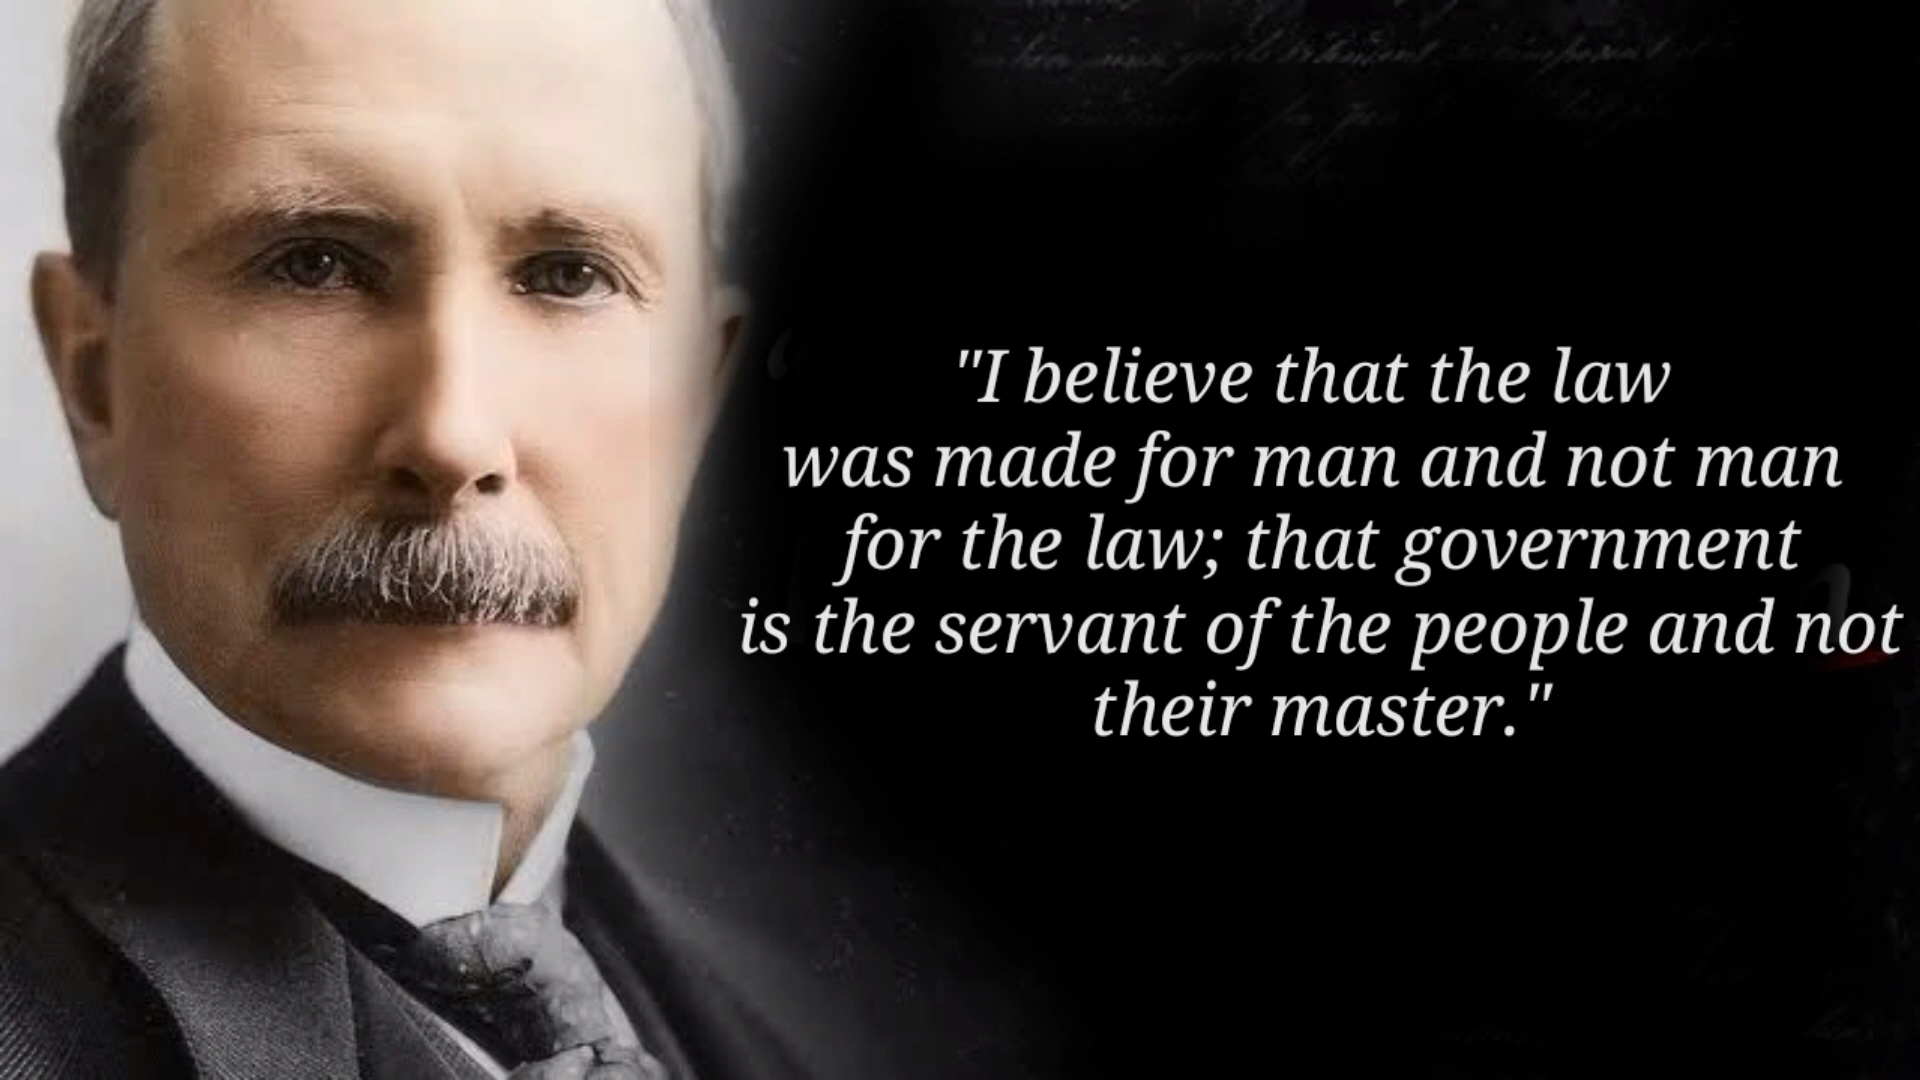 "I believe that the law
was made for man and not man
for the law; that government
is the servant of the people and not
their master."